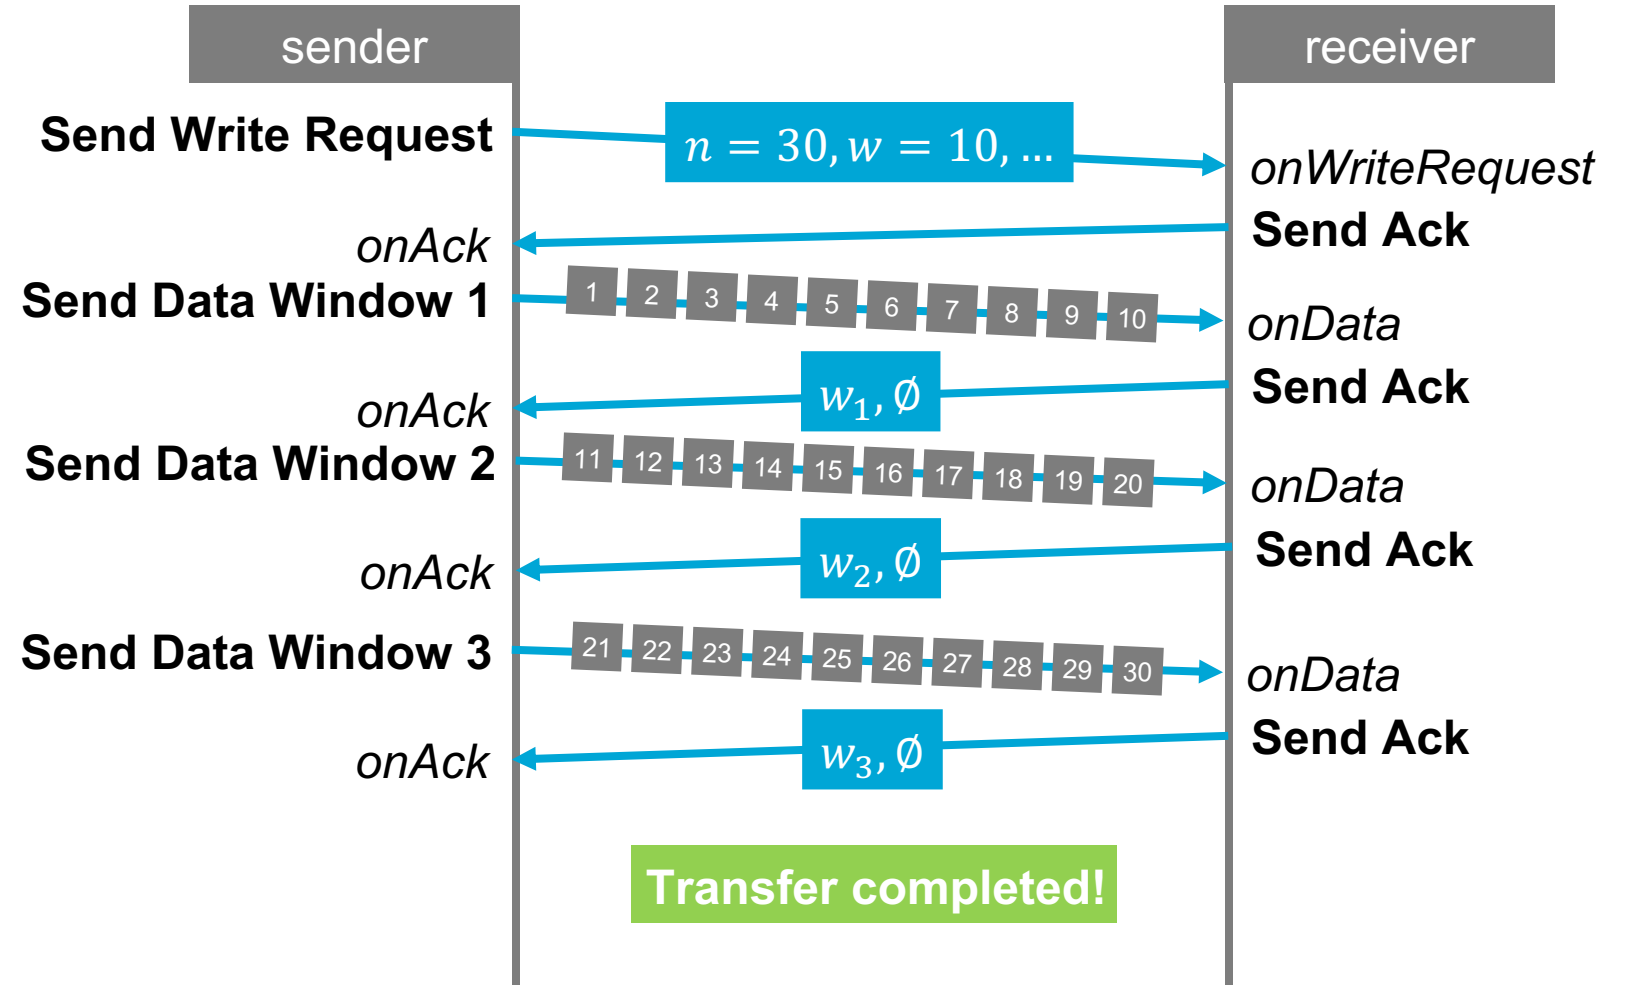 sender
receiver
Send Write Request
n = 30, w = 10, …
onWriteRequest
Send Ack
onAck
Send Data Window 1
1 2 3 4 5 6 7 8 9 10
onData
w₁, ∅
Send Ack
onAck
Send Data Window 2
11 12 13 14 15 16 17 18 19 20
onData
w₂, ∅
Send Ack
onAck
Send Data Window 3
21 22 23 24 25 26 27 28 29 30
onData
w₃, ∅
Send Ack
onAck
Transfer completed!